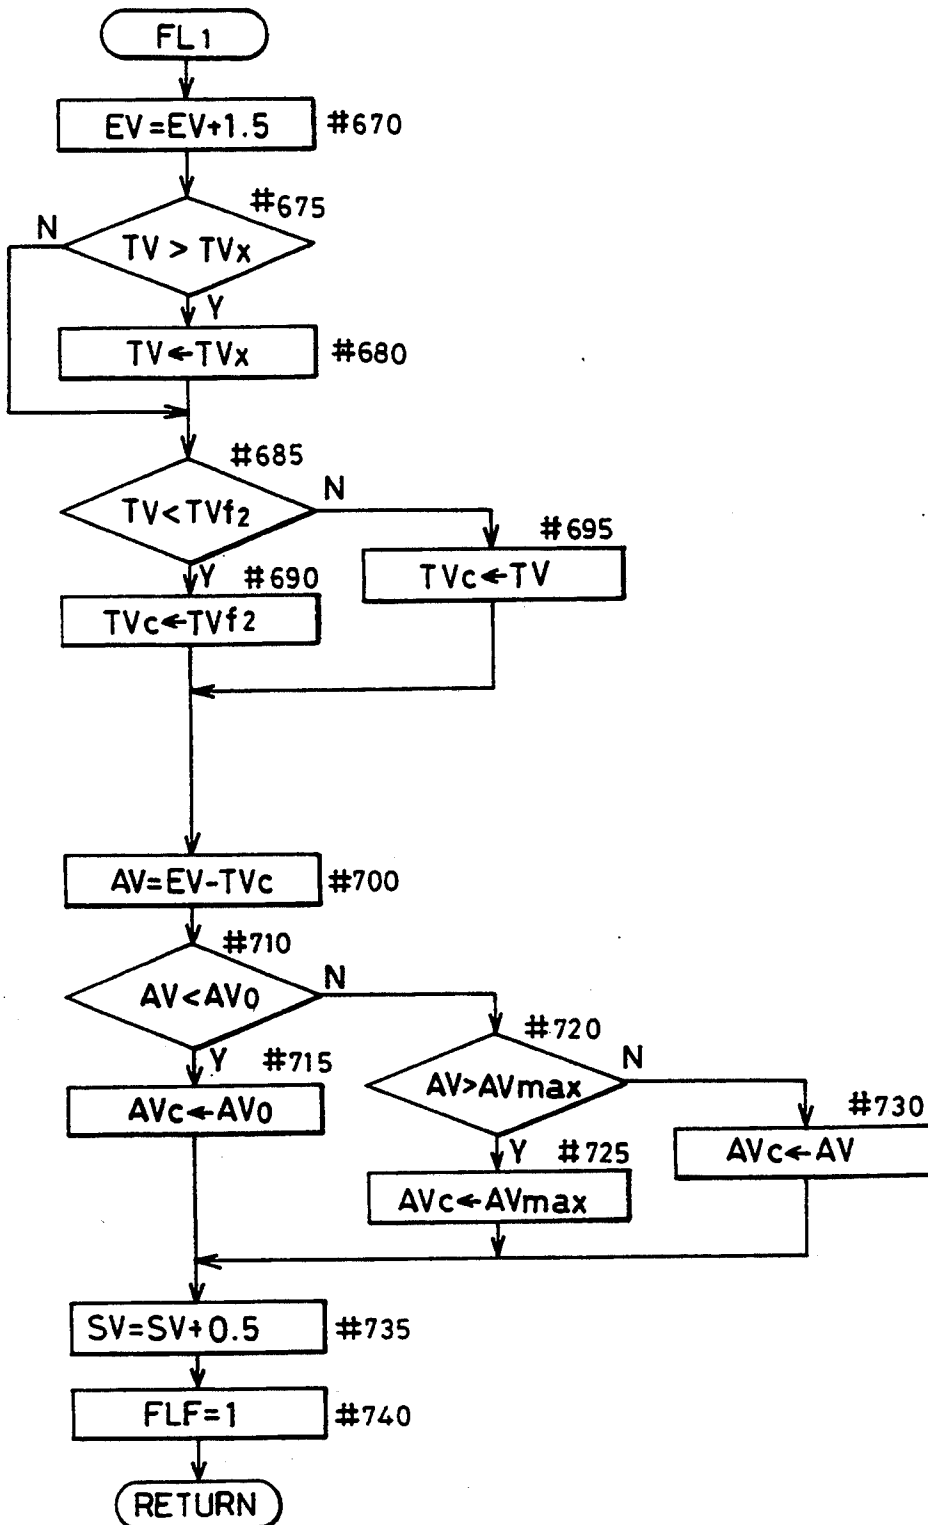 FL1
EV=EV+1.5 #670
#675
N
TV > TVx
Y
TV←TVx #680
#685
N
TV<TVf2
#695
TVc←TV
Y #690
TVc←TVf2
AV=EV-TVc #700
#710
N
AV<AV0
#720
N
Y #715
AV>AVmax
AVc←AV0
#730
AVc←AV
Y #725
AVc←AVmax
SV=SV+0.5 #735
FLF=1 #740
RETURN